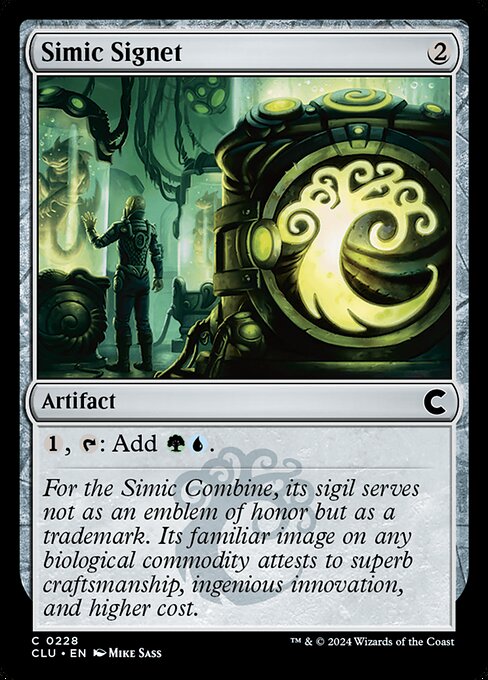 Simic Signet 2
Artifact
1, : Add .
For the Simic Combine, its sigil serves
not as an emblem of honor but as a
trademark. Its familiar image on any
biological commodity attests to superb
craftsmanship, ingenious innovation,
and higher cost.
C 0228 ™ & © 2024 Wizards of the Coast
CLU • EN Mike Sass